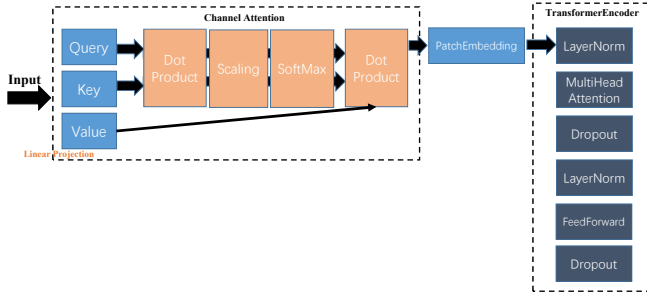 Channel Attention
TransformerEncoder
Input
Query
Key
Value
Linear Projection
Dot
Product
Scaling
SoftMax
Dot
Product
PatchEmbedding
LayerNorm
MultiHead
Attention
Dropout
LayerNorm
FeedForward
Dropout